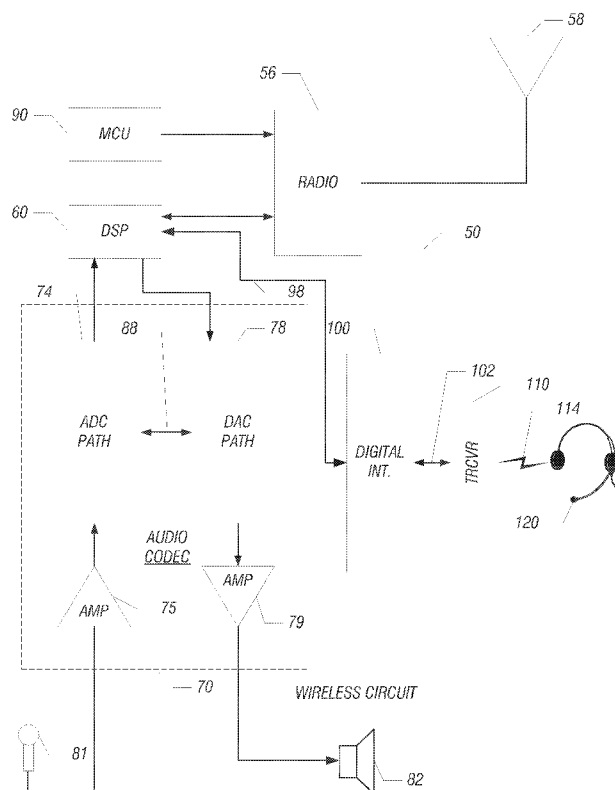 58
56
90
MCU
RADIO
60
DSP
50
98
74
88
78
100
102
110
114
ADC
PATH
DAC
PATH
DIGITAL
INT.
TRCVR
120
AUDIO
CODEC
AMP
75
AMP
79
70
WIRELESS CIRCUIT
81
82